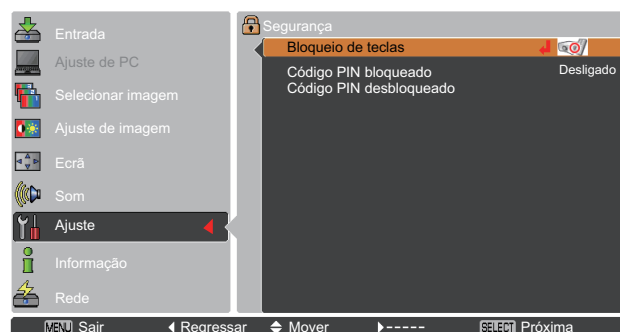 Entrada
Ajuste de PC
Selecionar imagem
Ajuste de imagem
Ecrã
Som
Ajuste
Informação
Rede
Segurança
Bloqueio de teclas
Código PIN bloqueado Desligado
Código PIN desbloqueado
MENU Sair Regressar Mover ----- SELECT Próxima